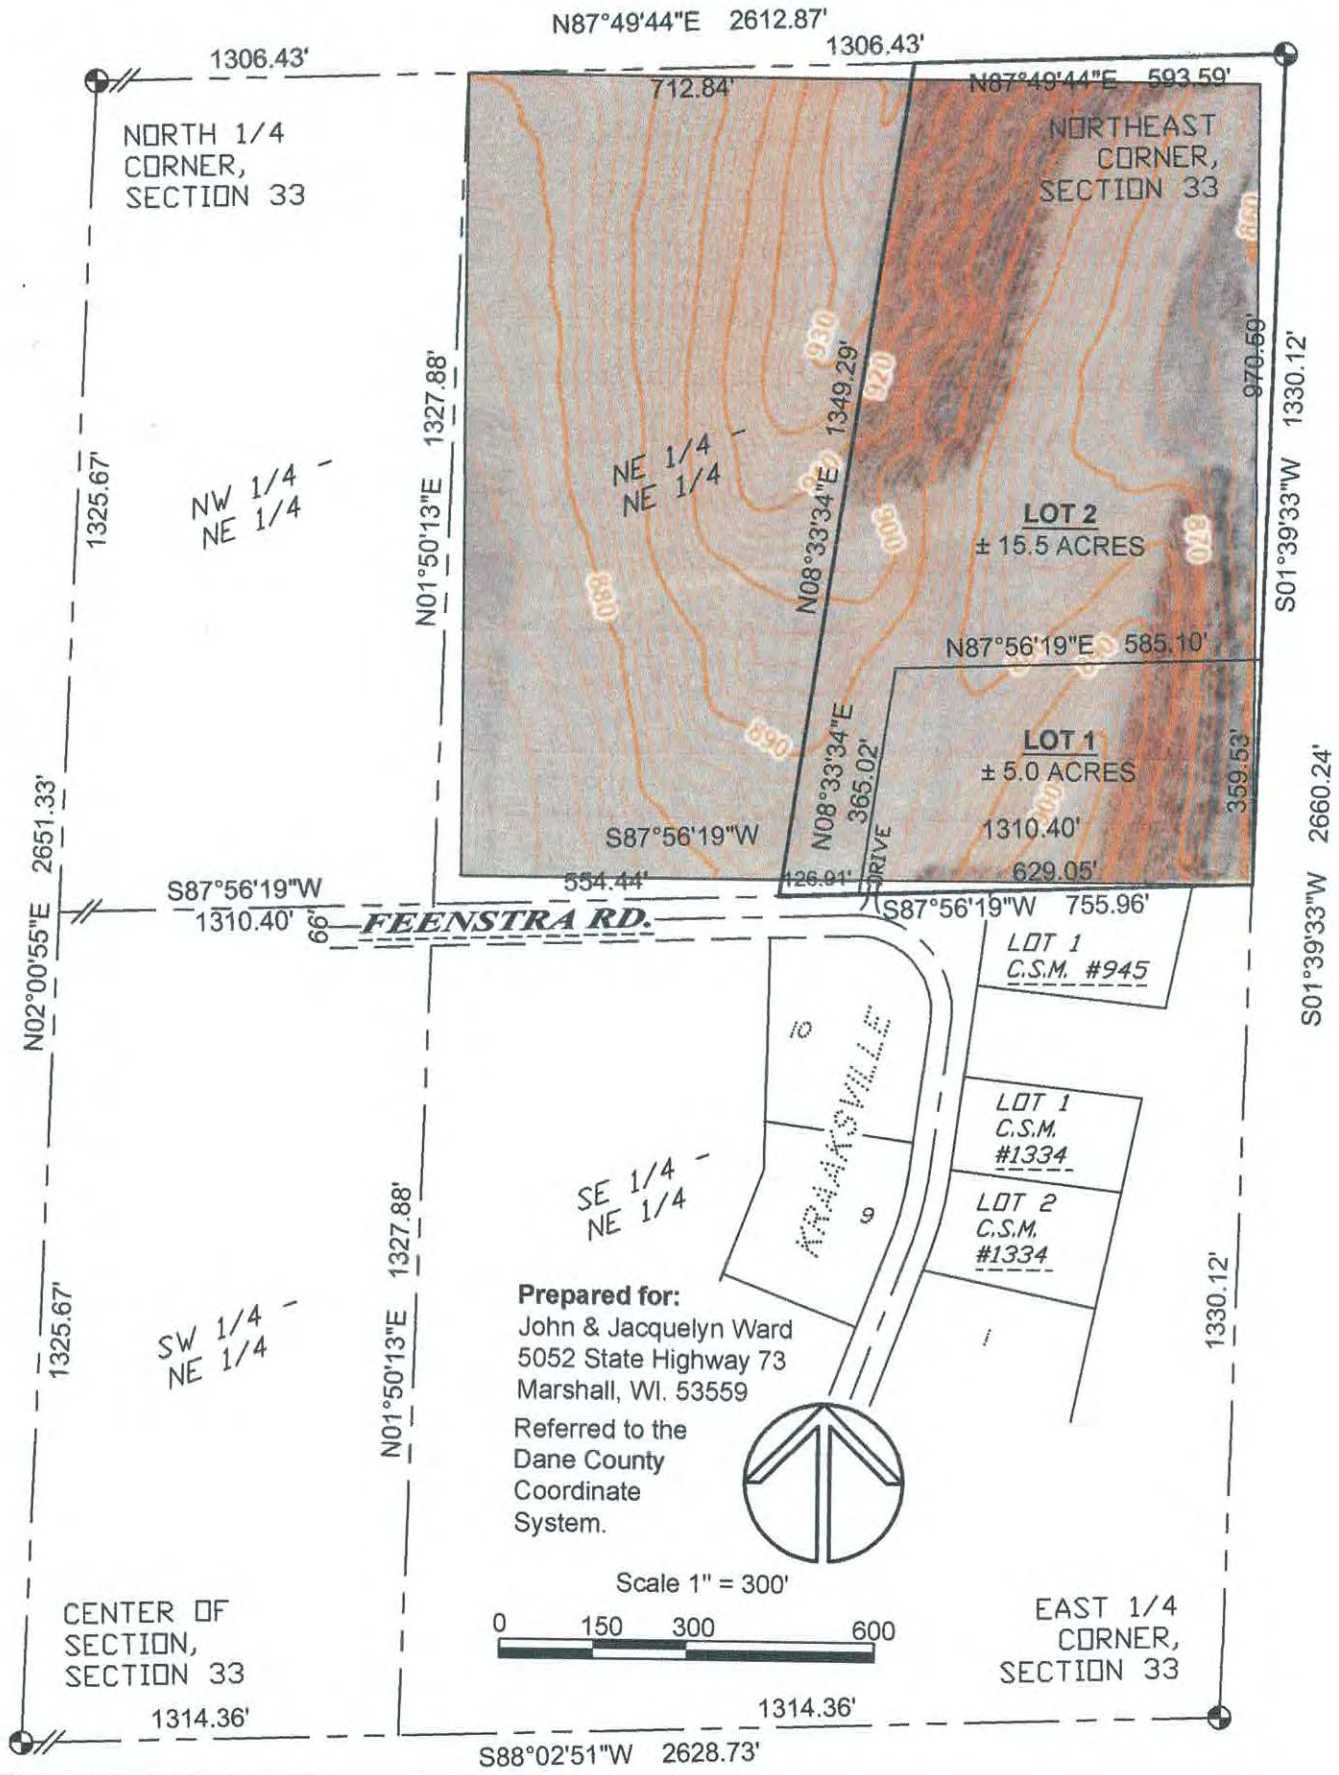 N87°49'44"E 2612.87'
1306.43'
1306.43'
712.84'
N87°49'44"E 593.59'
NORTH 1/4
CORNER,
SECTION 33
NORTHEAST
CORNER,
SECTION 33
860
930
920
N01°50'13"E 1327.88'
1325.67'
NW 1/4 -
NE 1/4
NE 1/4 -
NE 1/4
N08°33'34"E 1349.29'
900
970.59'
S01°39'33"W 1330.12'
LOT 2
± 15.5 ACRES
870
880
N87°56'19"E 585.10'
890
N08°33'34"E
365.02'
LOT 1
± 5.0 ACRES
359.53'
900
1310.40'
S87°56'19"W
554.44'
126.91'
DRIVE
629.05'
N02°00'55"E 2651.33'
S01°39'33"W 2660.24'
S87°56'19"W
1310.40'
66'
FEENSTRA RD.
S87°56'19"W 755.96'
LOT 1
C.S.M. #945
10
KRAAKSVILLE
LOT 1
C.S.M.
#1334
SE 1/4 -
NE 1/4
9
LOT 2
C.S.M.
#1334
N01°50'13"E 1327.88'
1330.12'
1325.67'
SW 1/4 -
NE 1/4
1
Prepared for:
John & Jacquelyn Ward
5052 State Highway 73
Marshall, WI. 53559
Referred to the
Dane County
Coordinate
System.
Scale 1" = 300'
0 150 300 600
CENTER OF
SECTION,
SECTION 33
EAST 1/4
CORNER,
SECTION 33
1314.36'
1314.36'
S88°02'51"W 2628.73'